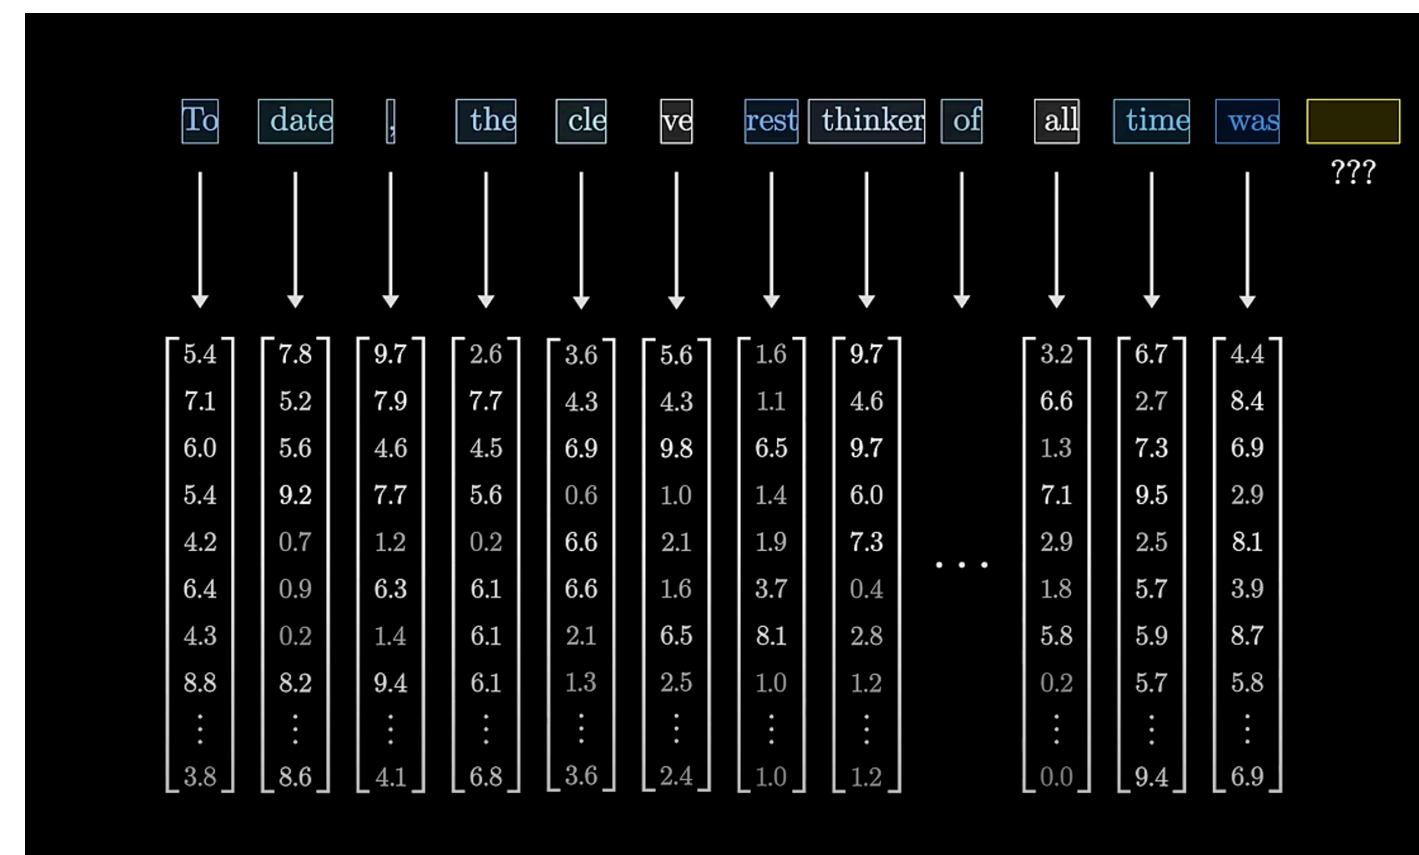 To date , the cle ve rest thinker of all time was
???
5.4 7.8 9.7 2.6 3.6 5.6 1.6 9.7 3.2 6.7 4.4
7.1 5.2 7.9 7.7 4.3 4.3 1.1 4.6 6.6 2.7 8.4
6.0 5.6 4.6 4.5 6.9 9.8 6.5 9.7 1.3 7.3 6.9
5.4 9.2 7.7 5.6 0.6 1.0 1.4 6.0 7.1 9.5 2.9
4.2 0.7 1.2 0.2 6.6 2.1 1.9 7.3 ... 2.9 2.5 8.1
6.4 0.9 6.3 6.1 6.6 1.6 3.7 0.4 1.8 5.7 3.9
4.3 0.2 1.4 6.1 2.1 6.5 8.1 2.8 5.8 5.9 8.7
8.8 8.2 9.4 6.1 1.3 2.5 1.0 1.2 0.2 5.7 5.8
⋮ ⋮ ⋮ ⋮ ⋮ ⋮ ⋮ ⋮ ⋮ ⋮ ⋮
3.8 8.6 4.1 6.8 3.6 2.4 1.0 1.2 0.0 9.4 6.9